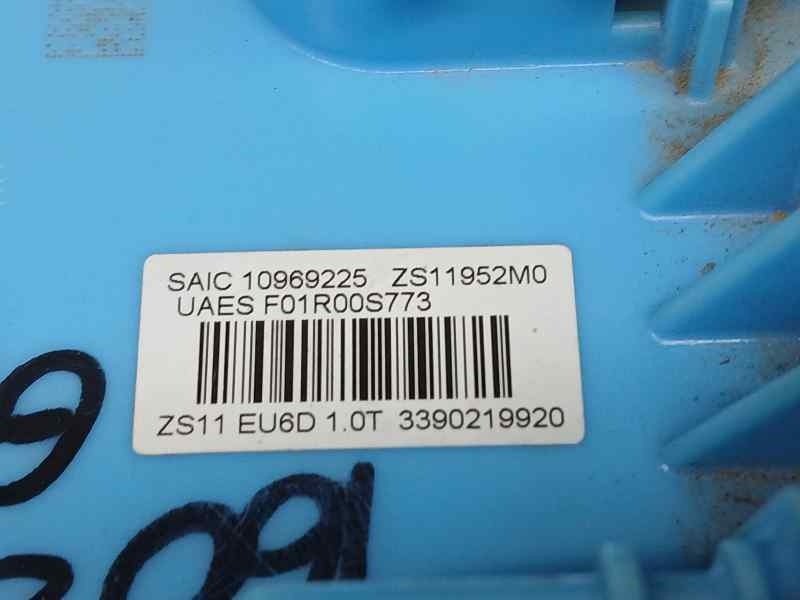 SAIC 10969225 ZS11952M0
UAES F01R00S773
ZS11 EU6D 1.0T 3390219920